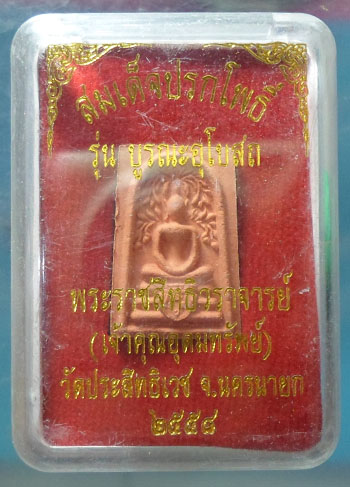 สมเด็จปรกโพธิ์
รุ่น บูรณะอุโบสถ
พระราชสิทธิวราจารย์
(เจ้าคุณอุดมทรัพย์)
วัดประสิทธิเวช จ.นครนายก
๒๕๕๔